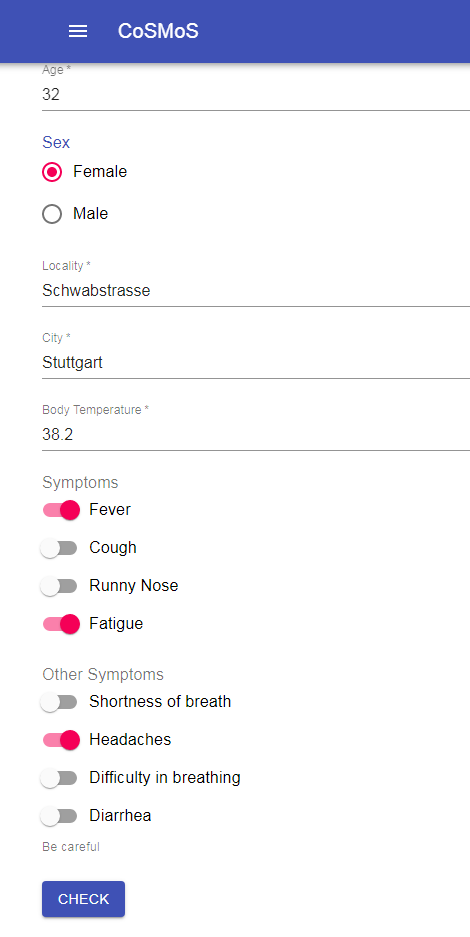 CoSMoS
Age *
32
Sex
Female
Male
Locality *
Schwabstrasse
City *
Stuttgart
Body Temperature *
38.2
Symptoms
Fever
Cough
Runny Nose
Fatigue
Other Symptoms
Shortness of breath
Headaches
Difficulty in breathing
Diarrhea
Be careful
CHECK